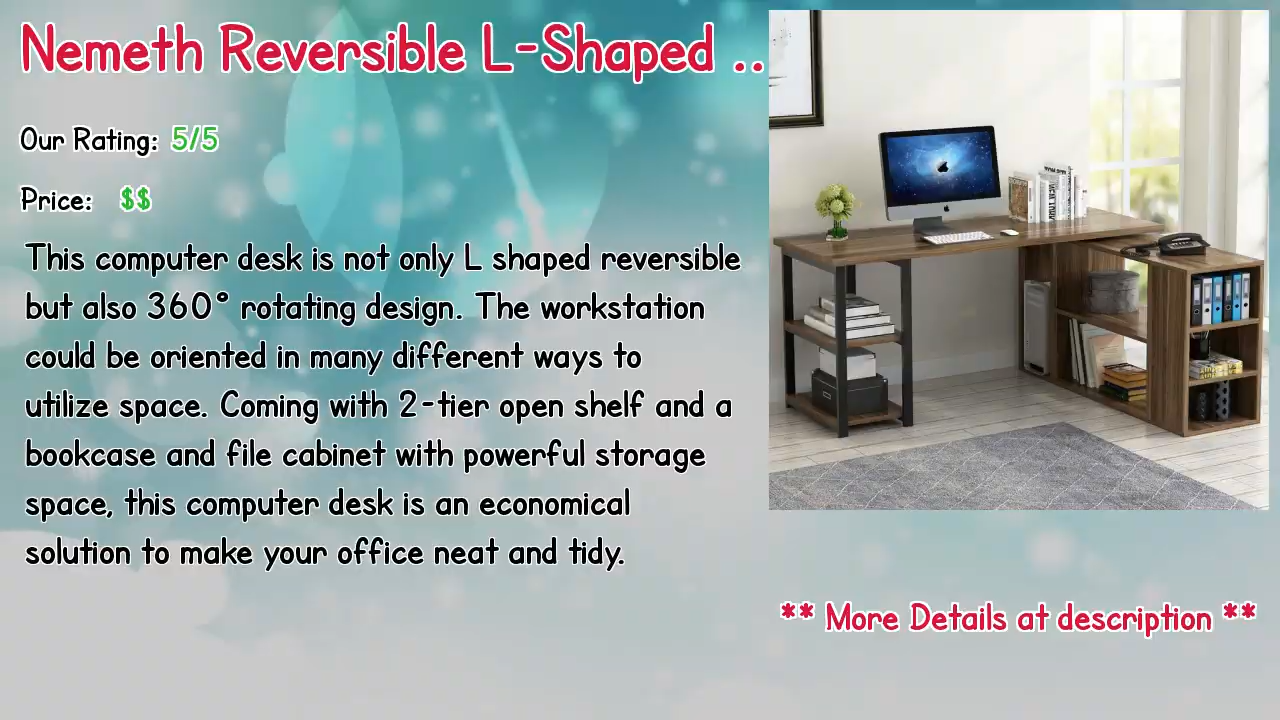 Nemeth Reversible L-Shaped ..
Our Rating: 5/5
Price: $$
This computer desk is not only L shaped reversible
but also 360° rotating design. The workstation
could be oriented in many different ways to
utilize space. Coming with 2-tier open shelf and a
bookcase and file cabinet with powerful storage
space, this computer desk is an economical
solution to make your office neat and tidy.
** More Details at description **